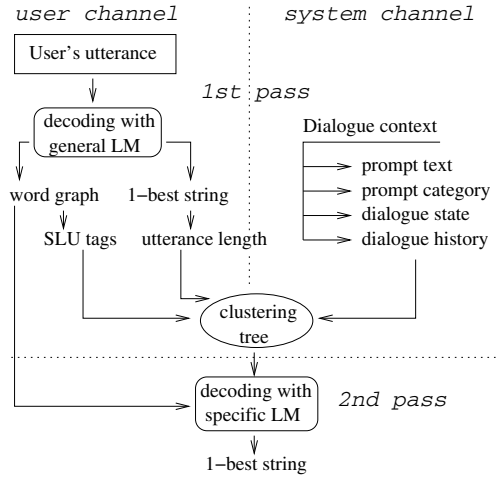 user channel
system channel
User's utterance
1st pass
decoding with
general LM
Dialogue context
prompt text
prompt category
dialogue state
dialogue history
word graph
1-best string
SLU tags
utterance length
clustering
tree
decoding with
specific LM
2nd pass
1-best string